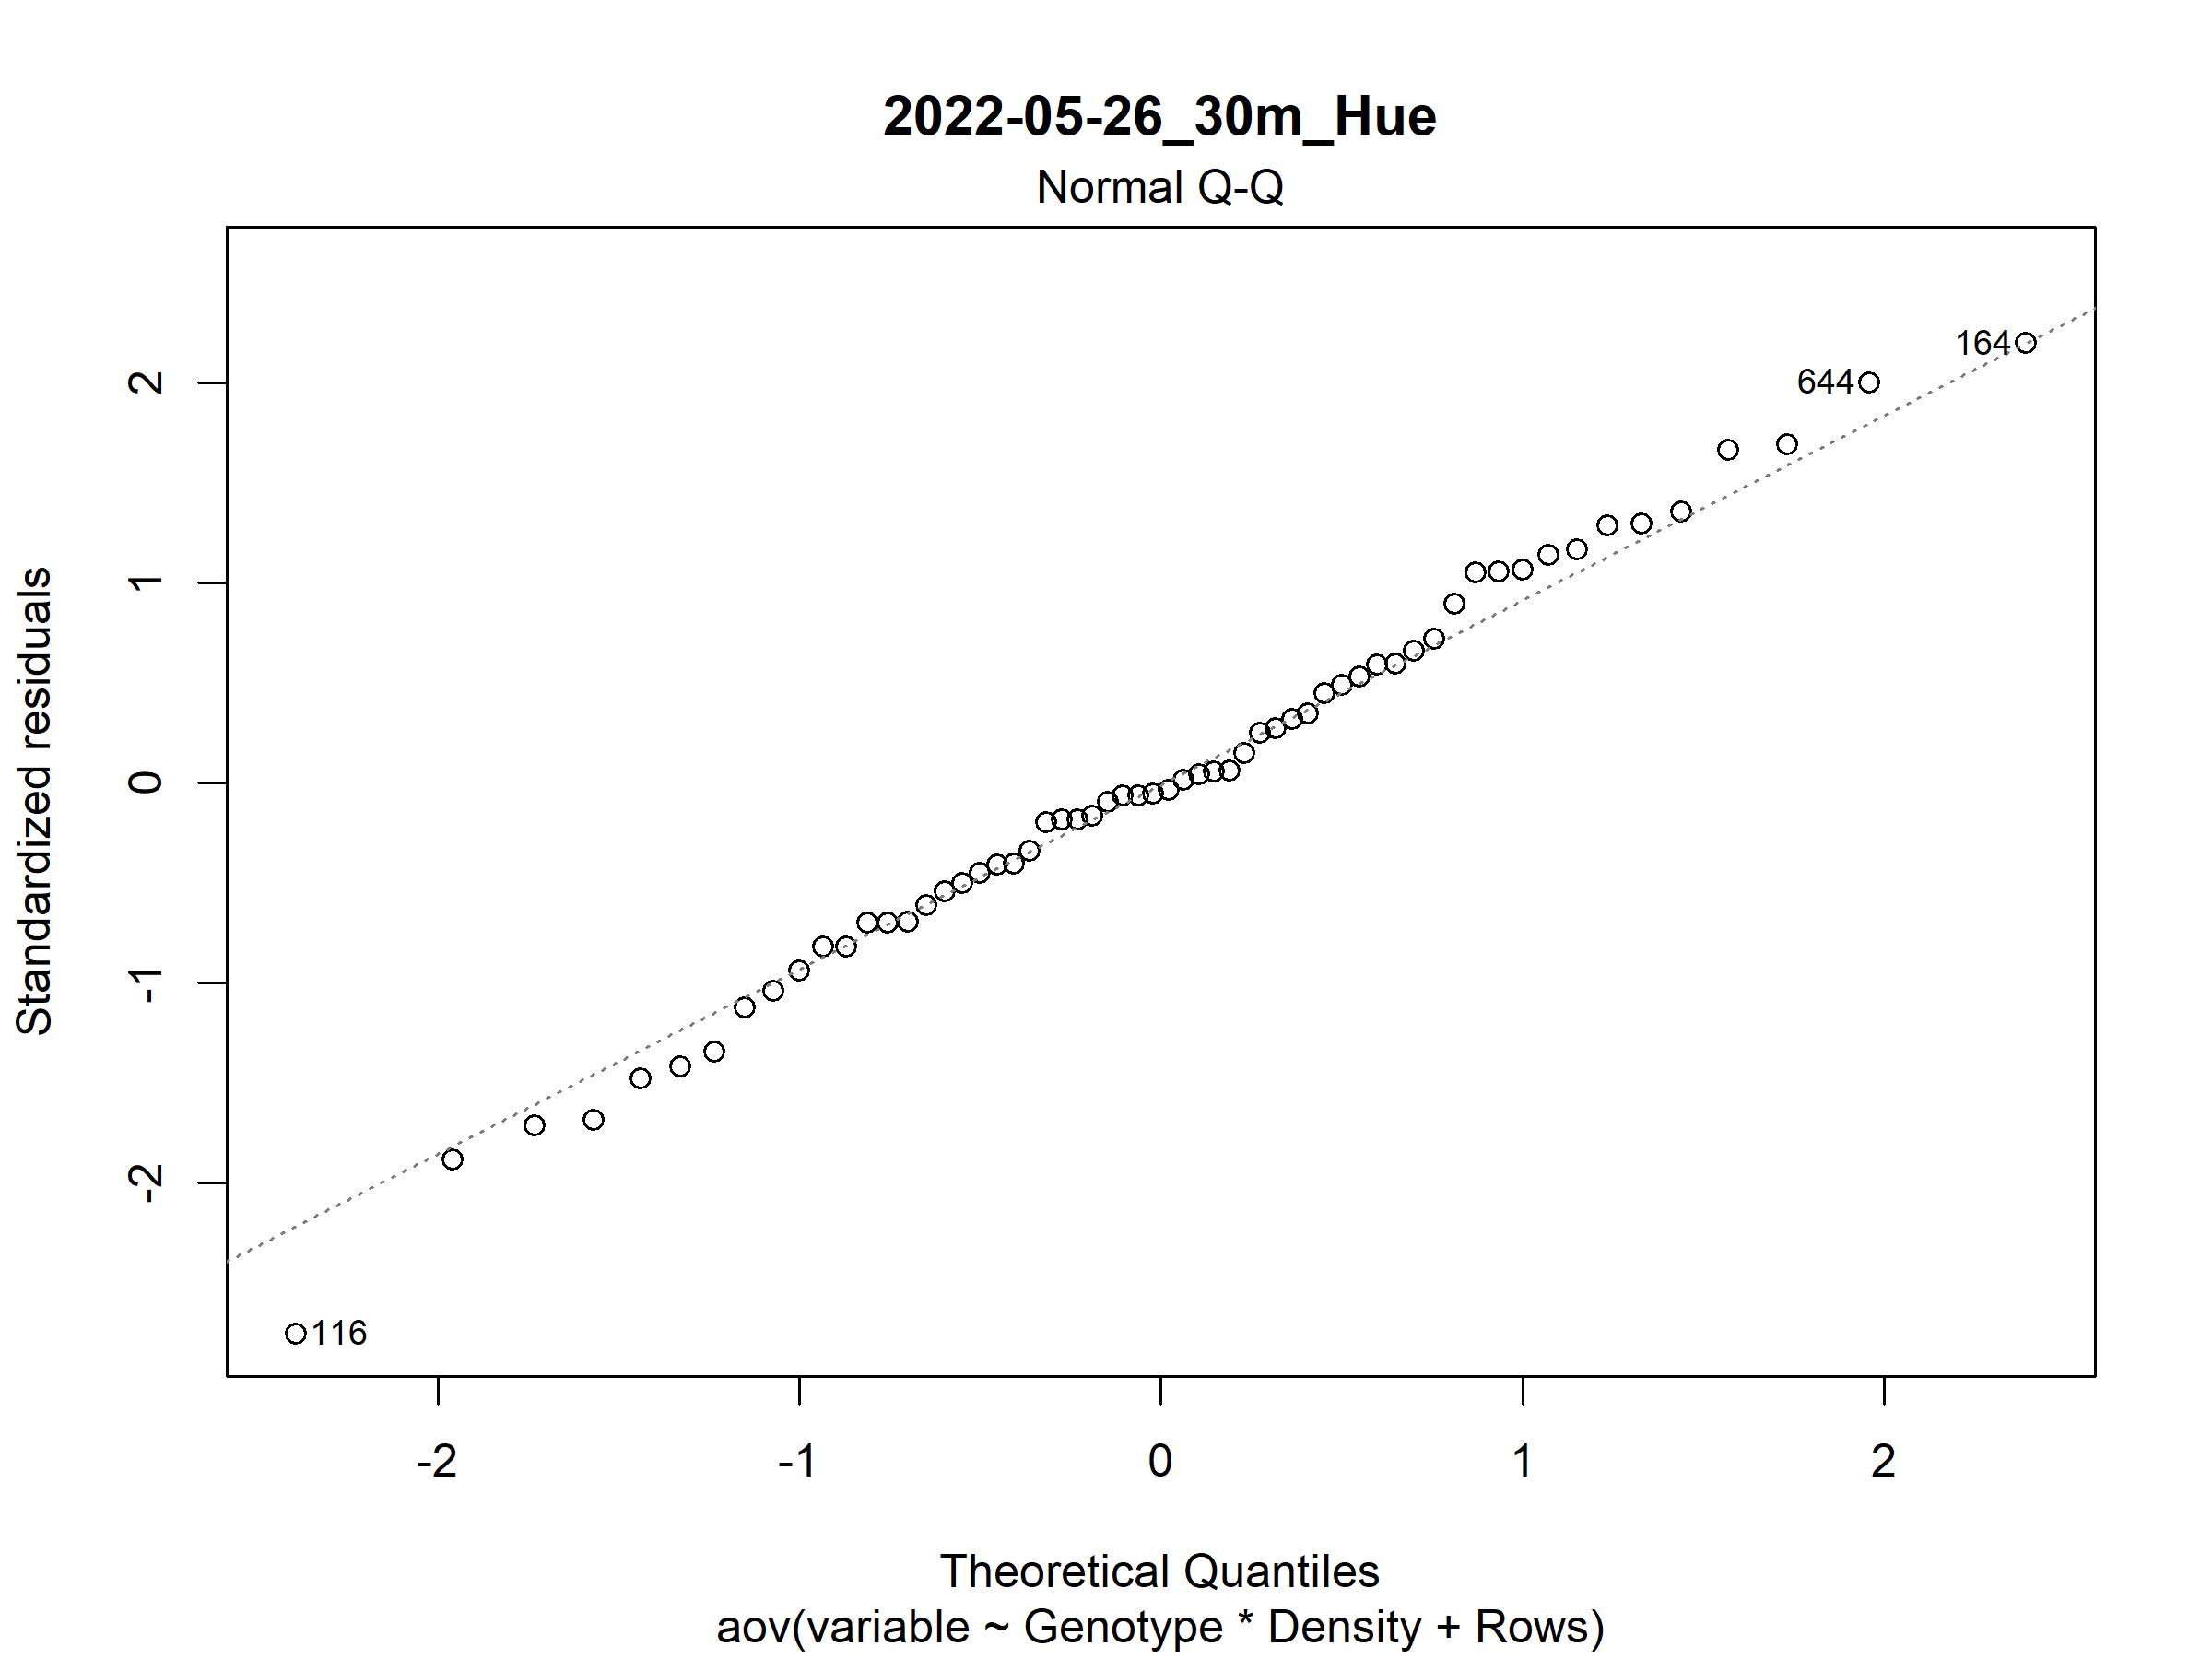 2022-05-26_30m_Hue
Normal Q-Q
Standardized residuals
2
1
0
-1
-2
164
644
116
-2
-1
0
1
2
Theoretical Quantiles
aov(variable ~ Genotype * Density + Rows)